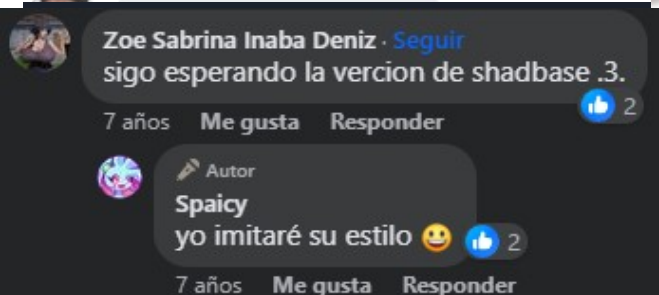 Zoe Sabrina Inaba Deniz · Seguir
sigo esperando la vercion de shadbase .3.
2
7 años Me gusta Responder
Autor
Spaicy
yo imitaré su estilo 😀
2
7 años Me gusta Responder